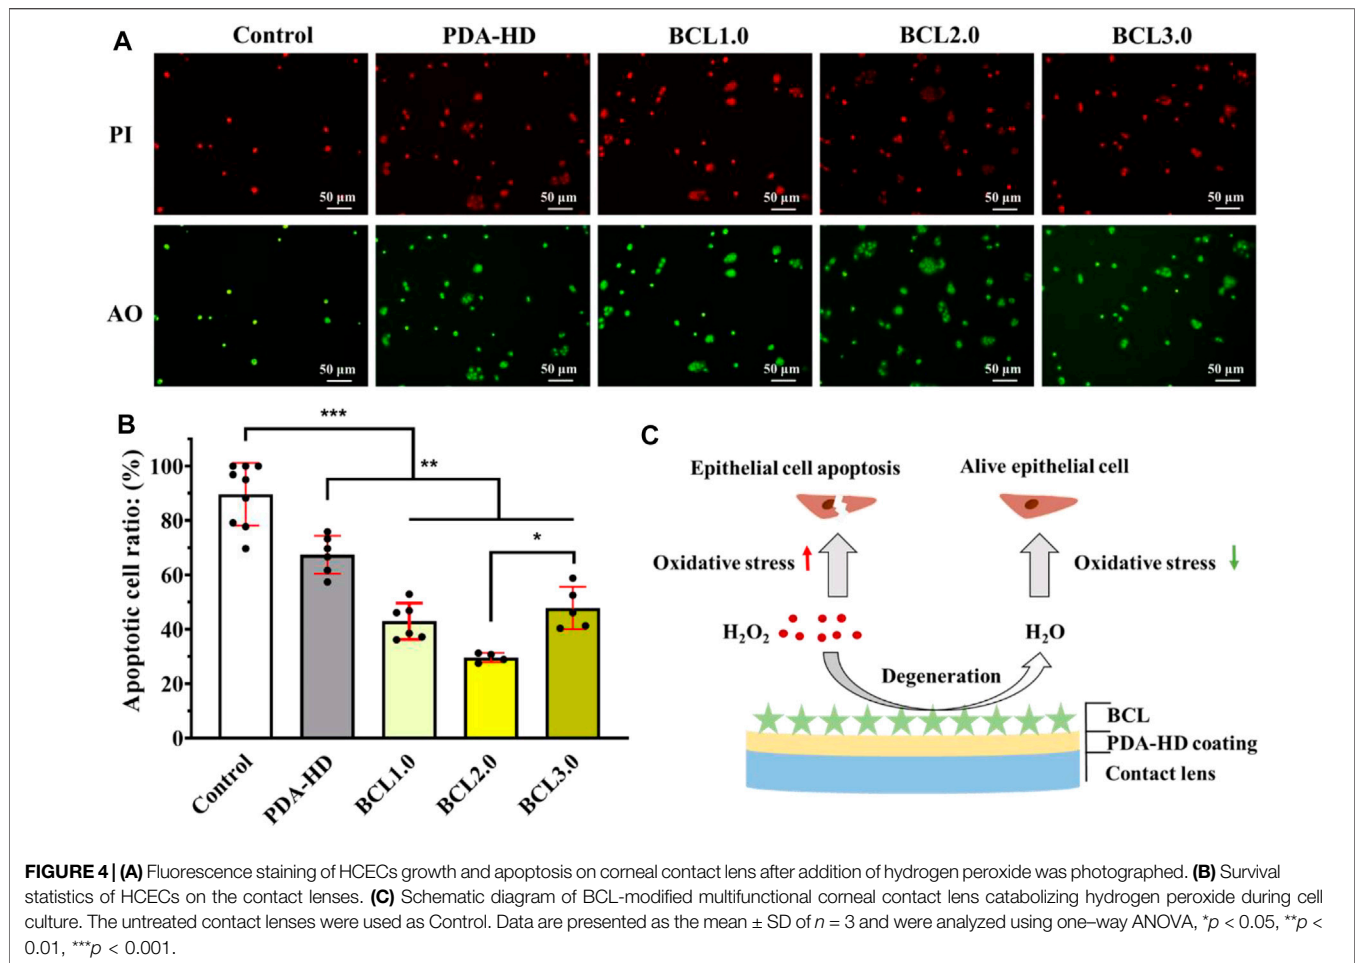 A
Control PDA-HD BCL1.0 BCL2.0 BCL3.0
PI
50 µm 50 µm 50 µm 50 µm 50 µm
AO
50 µm 50 µm 50 µm 50 µm 50 µm
B
Apoptotic cell ratio: (%)
100
80
60
40
20
0
***
**
*
Control PDA-HD BCL1.0 BCL2.0 BCL3.0
C
Epithelial cell apoptosis Alive epithelial cell
Oxidative stress Oxidative stress
H₂O₂ H₂O
Degeneration
BCL
PDA-HD coating
Contact lens
FIGURE 4 | (A) Fluorescence staining of HCECs growth and apoptosis on corneal contact lens after addition of hydrogen peroxide was photographed. (B) Survival
statistics of HCECs on the contact lenses. (C) Schematic diagram of BCL-modified multifunctional corneal contact lens catabolizing hydrogen peroxide during cell
culture. The untreated contact lenses were used as Control. Data are presented as the mean ± SD of n = 3 and were analyzed using one–way ANOVA, *p < 0.05, **p <
0.01, ***p < 0.001.